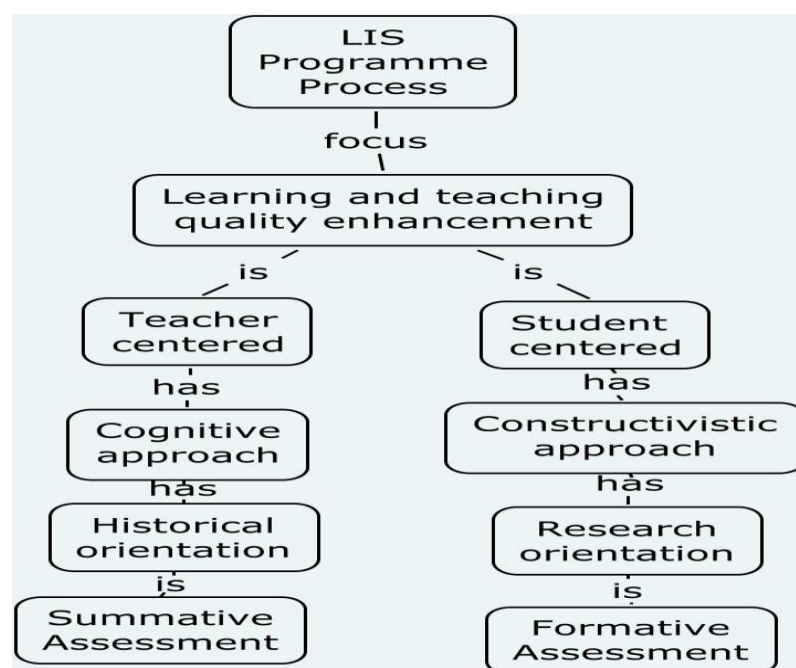 LIS
Programme
Process
focus
Learning and teaching
quality enhancement
is
is
Teacher
centered
Student
centered
has
has
Cognitive
approach
Constructivistic
approach
has
has
Historical
orientation
Research
orientation
is
is
Summative
Assessment
Formative
Assessment